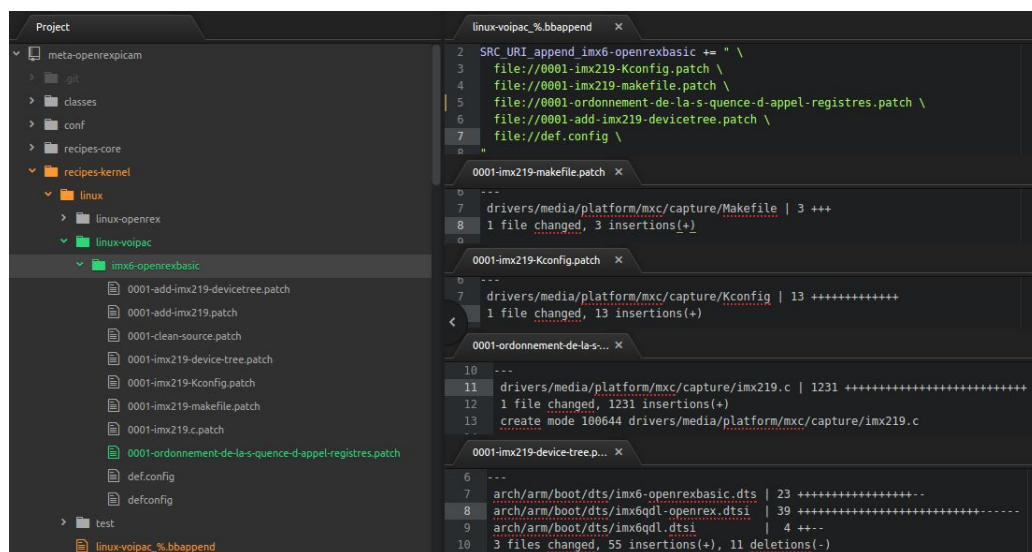 Project
meta-openrexpicam
.git
classes
conf
recipes-core
recipes-kernel
linux
linux-openrex
linux-voipac
imx6-openrexbasic
0001-add-imx219-devicetree.patch
0001-add-imx219.patch
0001-clean-source.patch
0001-imx219-device-tree.patch
0001-imx219-Kconfig.patch
0001-imx219-makefile.patch
0001-imx219.c.patch
0001-ordonnement-de-la-s-quence-d-appel-registres.patch
def.config
defconfig
test
linux-voipac_%.bbappend
linux-voipac_%.bbappend ×
2 SRC_URI_append_imx6-openrexbasic += " \
3 file://0001-imx219-Kconfig.patch \
4 file://0001-imx219-makefile.patch \
5 file://0001-ordonnement-de-la-s-quence-d-appel-registres.patch \
6 file://0001-add-imx219-devicetree.patch \
7 file://def.config \
8 "
0001-imx219-makefile.patch ×
6 ---
7 drivers/media/platform/mxc/capture/Makefile | 3 +++
8 1 file changed, 3 insertions(+)
9
0001-imx219-Kconfig.patch ×
6 ---
7 drivers/media/platform/mxc/capture/Kconfig | 13 +++++++++++++
1 file changed, 13 insertions(+)
0001-ordonnement-de-la-s-... ×
10 ---
11 drivers/media/platform/mxc/capture/imx219.c | 1231 ++++++++++++++++++++++++++++
12 1 file changed, 1231 insertions(+)
13 create mode 100644 drivers/media/platform/mxc/capture/imx219.c
0001-imx219-device-tree.p... ×
6 ---
7 arch/arm/boot/dts/imx6-openrexbasic.dts | 23 ++++++++++++++++++--
8 arch/arm/boot/dts/imx6qdl-openrex.dtsi | 39 ++++++++++++++++++++++++++++------
9 arch/arm/boot/dts/imx6qdl.dtsi | 4 ++--
10 3 files changed, 55 insertions(+), 11 deletions(-)